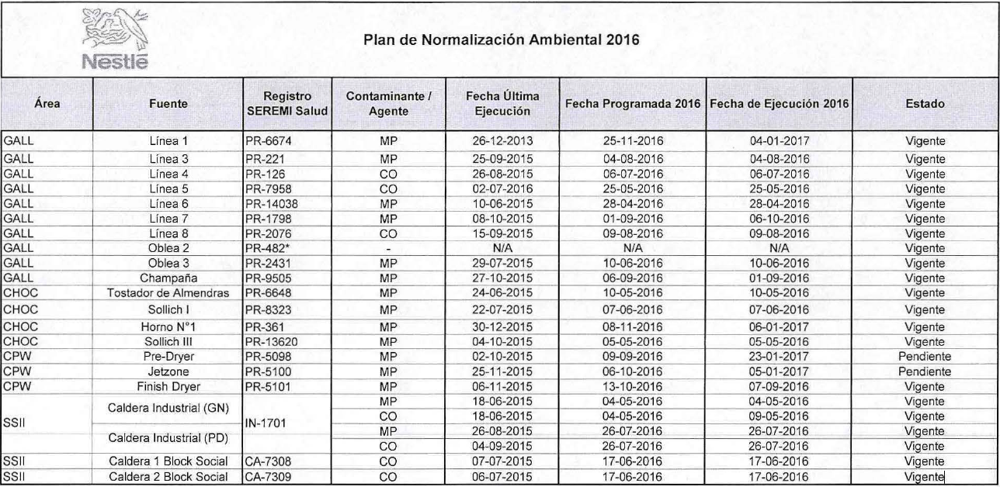 Nestlé
Plan de Normalización Ambiental 2016
Área Fuente Registro SEREMI Salud Contaminante / Agente Fecha Última Ejecución Fecha Programada 2016 Fecha de Ejecución 2016 Estado
GALL Línea 1 PR-6674 MP 26-12-2013 25-11-2016 04-01-2017 Vigente
GALL Línea 3 PR-221 MP 25-09-2015 04-08-2016 04-08-2016 Vigente
GALL Línea 4 PR-126 CO 26-08-2015 06-07-2016 06-07-2016 Vigente
GALL Línea 5 PR-7958 CO 02-07-2016 25-05-2016 25-05-2016 Vigente
GALL Línea 6 PR-14038 MP 10-06-2015 28-04-2016 28-04-2016 Vigente
GALL Línea 7 PR-1798 MP 08-10-2015 01-09-2016 06-10-2016 Vigente
GALL Línea 8 PR-2076 CO 15-09-2015 09-08-2016 09-08-2016 Vigente
GALL Oblea 2 PR-482* - N/A N/A N/A Vigente
GALL Oblea 3 PR-2431 MP 29-07-2015 10-06-2016 10-06-2016 Vigente
GALL Champaña PR-9505 MP 27-10-2015 06-09-2016 01-09-2016 Vigente
CHOC Tostador de Almendras PR-6648 MP 24-06-2015 10-05-2016 10-05-2016 Vigente
CHOC Sollich I PR-8323 MP 22-07-2015 07-06-2016 07-06-2016 Vigente
CHOC Horno N°1 PR-361 MP 30-12-2015 08-11-2016 06-01-2017 Vigente
CHOC Sollich III PR-13620 MP 04-10-2015 05-05-2016 05-05-2016 Vigente
CPW Pre-Dryer PR-5098 MP 02-10-2015 09-09-2016 23-01-2017 Pendiente
CPW Jetzone PR-5100 MP 25-11-2015 06-10-2016 05-01-2017 Pendiente
CPW Finish Dryer PR-5101 MP 06-11-2015 13-10-2016 07-09-2016 Vigente
SSII Caldera Industrial (GN) IN-1701 MP 18-06-2015 04-05-2016 04-05-2016 Vigente
CO 18-06-2015 04-05-2016 09-05-2016 Vigente
Caldera Industrial (PD) MP 26-08-2015 26-07-2016 26-07-2016 Vigente
CO 04-09-2015 26-07-2016 26-07-2016 Vigente
SSII Caldera 1 Block Social CA-7308 CO 07-07-2015 17-06-2016 17-06-2016 Vigente
SSII Caldera 2 Block Social CA-7309 CO 06-07-2015 17-06-2016 17-06-2016 Vigente